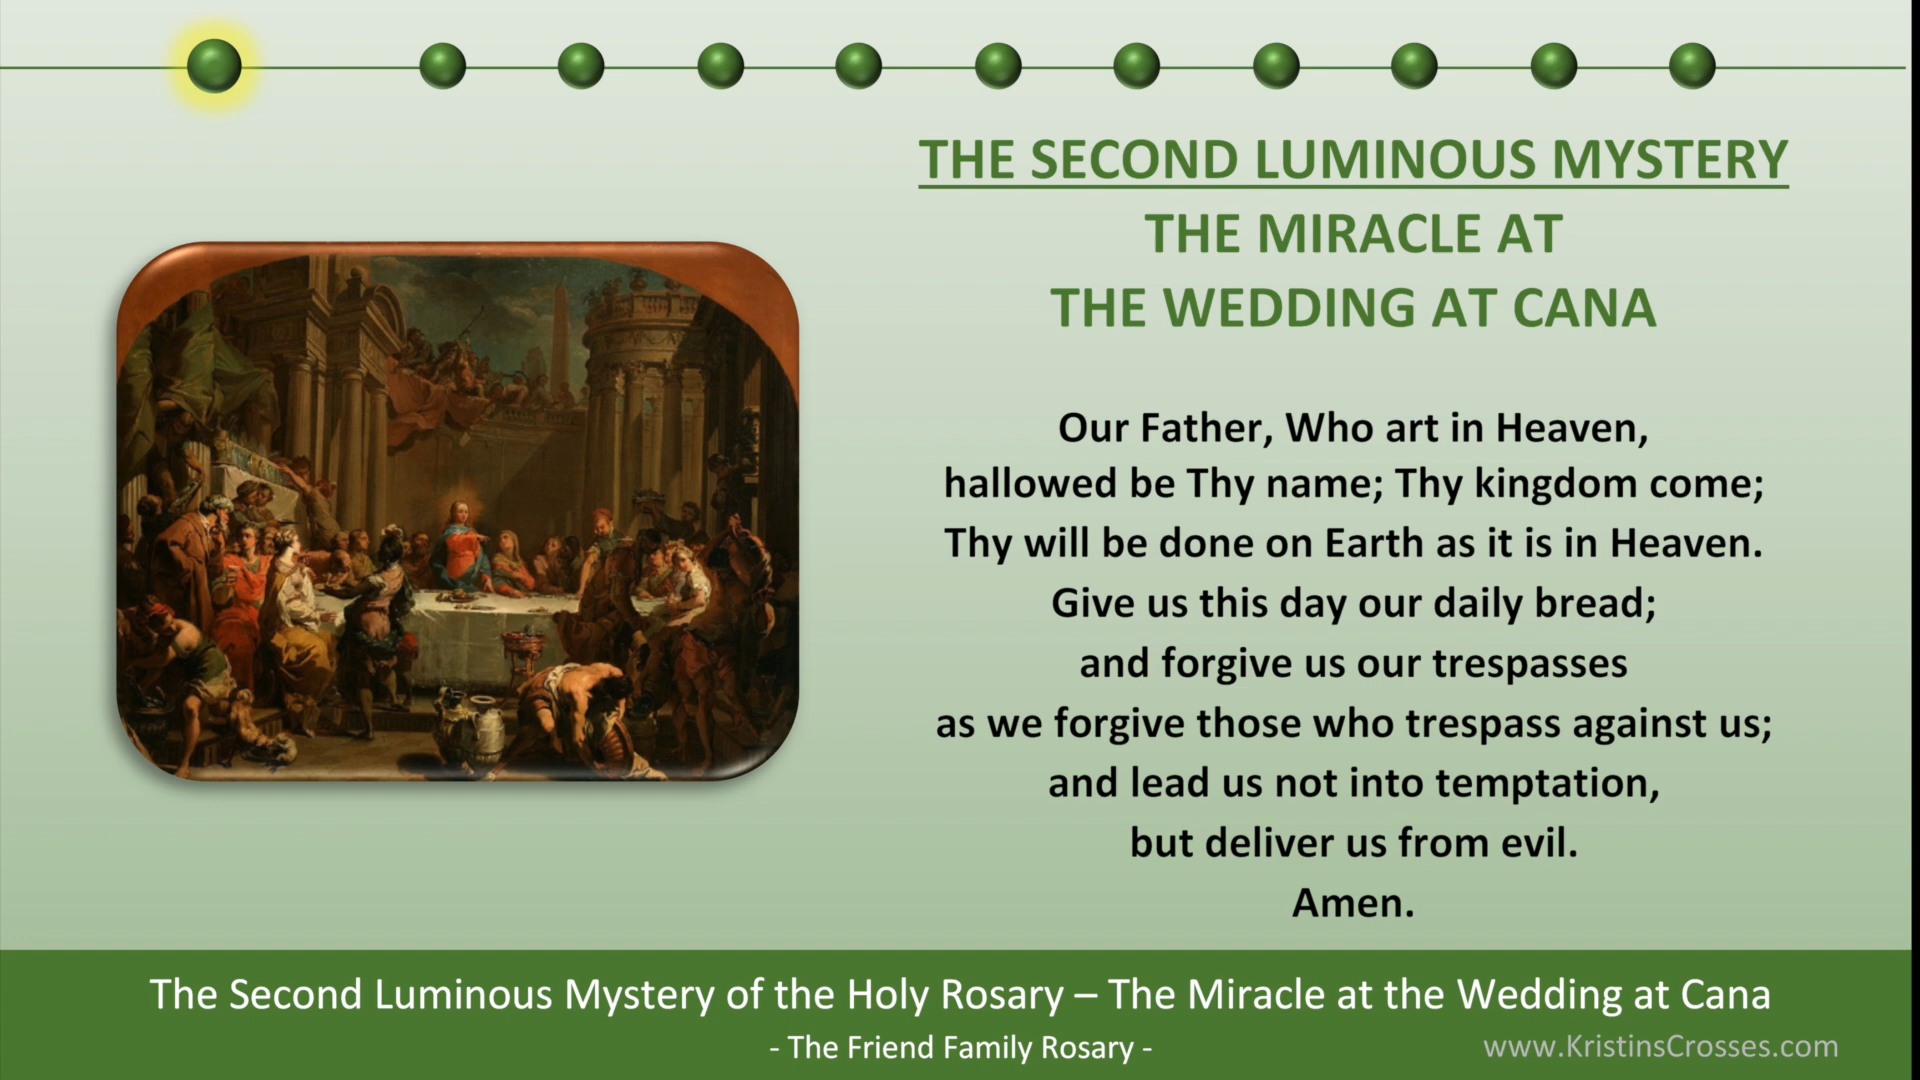 THE SECOND LUMINOUS MYSTERY
THE MIRACLE AT
THE WEDDING AT CANA
Our Father, Who art in Heaven,
hallowed be Thy name; Thy kingdom come;
Thy will be done on Earth as it is in Heaven.
Give us this day our daily bread;
and forgive us our trespasses
as we forgive those who trespass against us;
and lead us not into temptation,
but deliver us from evil.
Amen.
The Second Luminous Mystery of the Holy Rosary – The Miracle at the Wedding at Cana
- The Friend Family Rosary -
www.KristinsCrosses.com